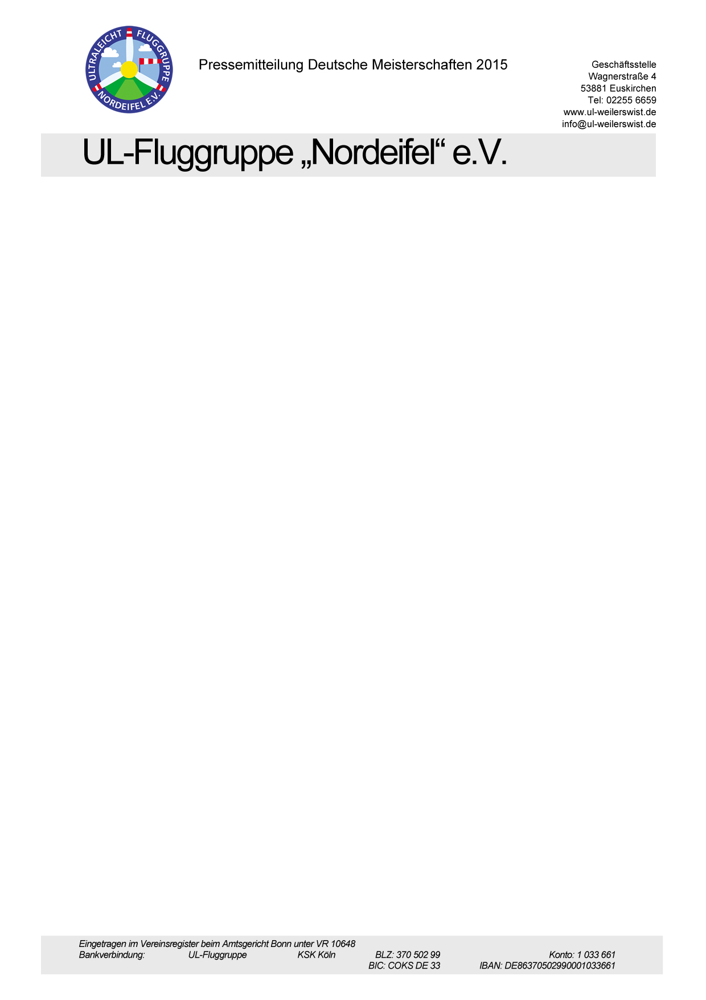 ULTRALEICHT FLUGGRUPPE
NORDEIFEL E.V.
Pressemitteilung Deutsche Meisterschaften 2015
Geschäftsstelle
Wagnerstraße 4
53881 Euskirchen
Tel: 02255 6659
www.ul-weilerswist.de
info@ul-weilerswist.de
UL-Fluggruppe „Nordeifel“ e.V.
Eingetragen im Vereinsregister beim Amtsgericht Bonn unter VR 10648
Bankverbindung: UL-Fluggruppe KSK Köln BLZ: 370 502 99 Konto: 1 033 661
BIC: COKS DE 33 IBAN: DE86370502990001033661